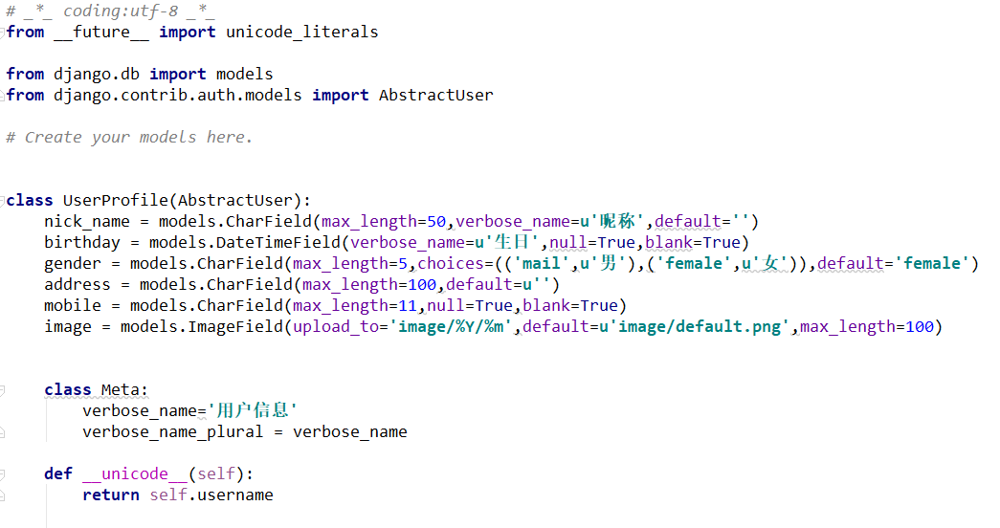 # _*_ coding:utf-8 _*_
from __future__ import unicode_literals
from django.db import models
from django.contrib.auth.models import AbstractUser
# Create your models here.
class UserProfile(AbstractUser):
nick_name = models.CharField(max_length=50,verbose_name=u'昵称',default='')
birthday = models.DateTimeField(verbose_name=u'生日',null=True,blank=True)
gender = models.CharField(max_length=5,choices=(('mail',u'男'),('female',u'女')),default='female')
address = models.CharField(max_length=100,default=u'')
mobile = models.CharField(max_length=11,null=True,blank=True)
image = models.ImageField(upload_to='image/%Y/%m',default=u'image/default.png',max_length=100)
class Meta:
verbose_name='用户信息'
verbose_name_plural = verbose_name
def __unicode__(self):
return self.username